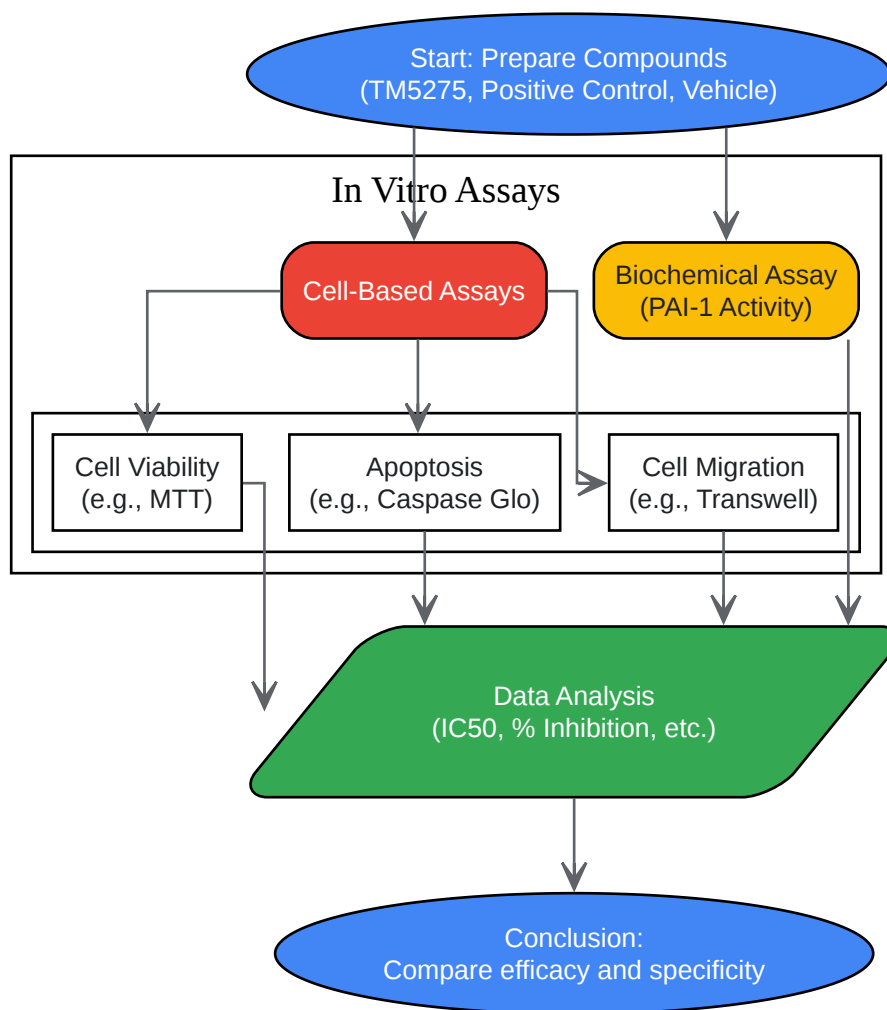 Start: Prepare Compounds
(TM5275, Positive Control, Vehicle)
In Vitro Assays
Cell-Based Assays
Biochemical Assay
(PAI-1 Activity)
Cell Viability
(e.g., MTT)
Apoptosis
(e.g., Caspase Glo)
Cell Migration
(e.g., Transwell)
Data Analysis
(IC50, % Inhibition, etc.)
Conclusion:
Compare efficacy and specificity